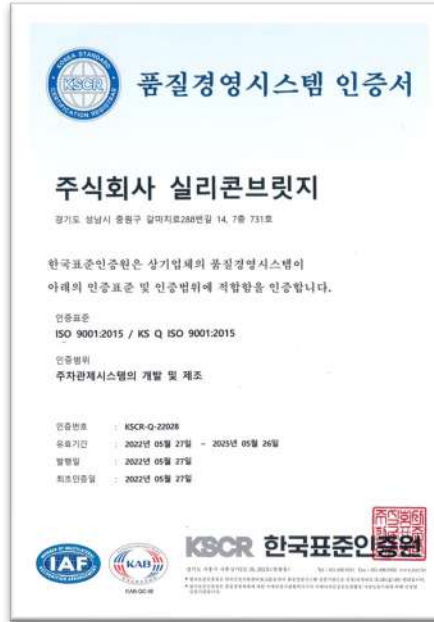 KOREA STANDARD
KSCR
CERTIFICATION REGISTRAR
품질경영시스템 인증서
주식회사 실리콘브릿지
경기도 성남시 중원구 갈마치로288번길 14, 7층 731호
한국표준인증원은 상기업체의 품질경영시스템이
아래의 인증표준 및 인증범위에 적합함을 인증합니다.
인증표준
ISO 9001:2015 / KS Q ISO 9001:2015
인증범위
주차관제시스템의 개발 및 제조
인증번호 : KSCR-Q-22028
유효기간 : 2022년 05월 27일 - 2025년 05월 26일
발행일 : 2022년 05월 27일
최초인증일 : 2022년 05월 27일
IAF
KAB
KSCR 한국표준인증원